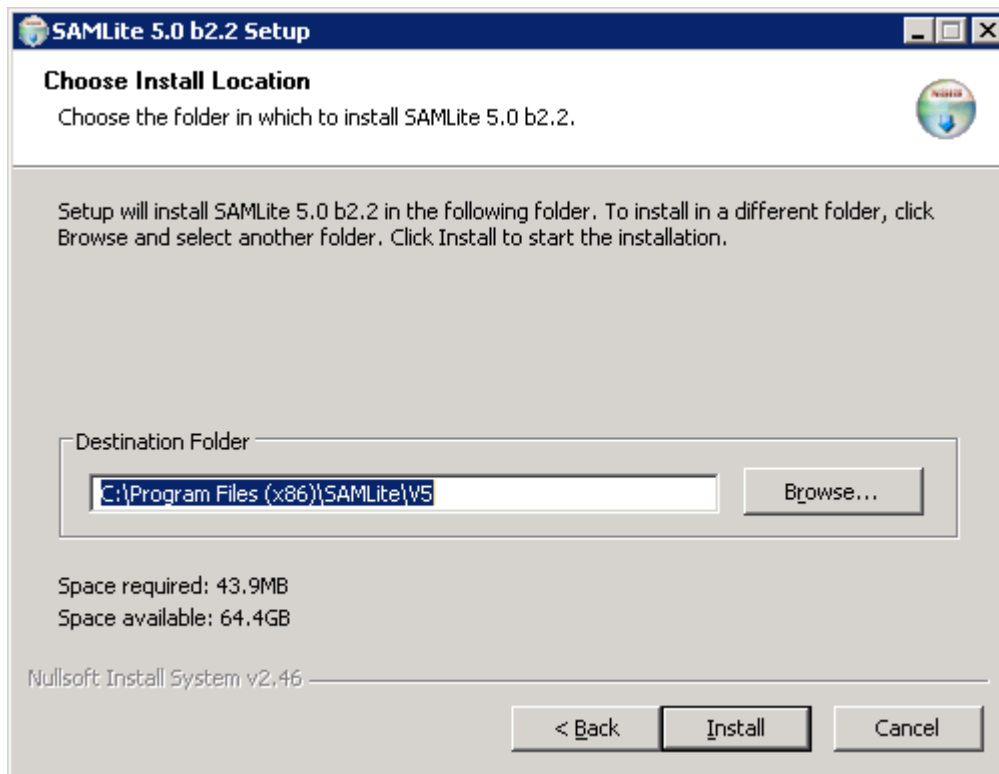 SAMLite 5.0 b2.2 Setup
Choose Install Location
Choose the folder in which to install SAMLite 5.0 b2.2.
Setup will install SAMLite 5.0 b2.2 in the following folder. To install in a different folder, click
Browse and select another folder. Click Install to start the installation.
Destination Folder
C:\Program Files (x86)\SAMLite\V5
Browse...
Space required: 43.9MB
Space available: 64.4GB
Nullsoft Install System v2.46
< Back
Install
Cancel